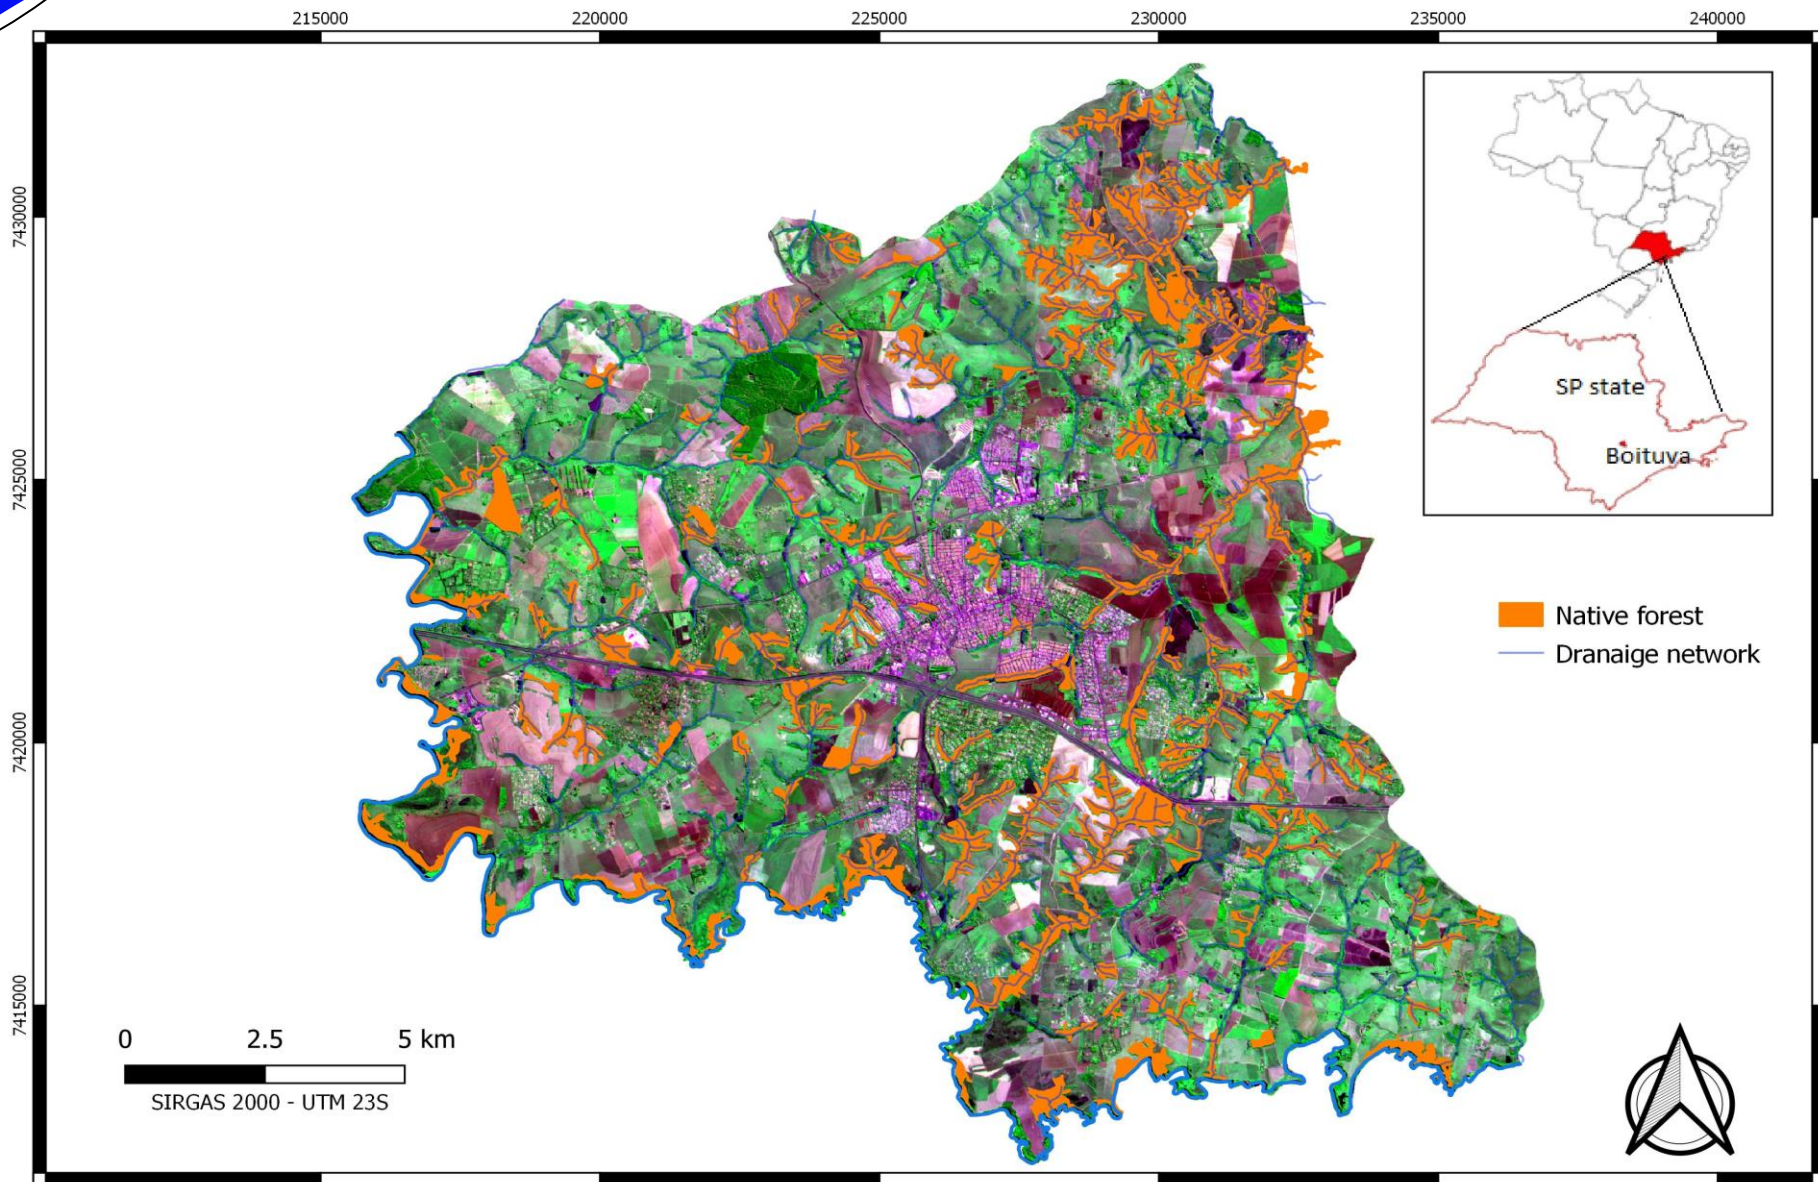 215000 220000 225000 230000 235000 240000
7430000
7425000
7420000
7415000
SP state
Boituva
Native forest
Dranaige network
0 2.5 5 km
SIRGAS 2000 - UTM 23S